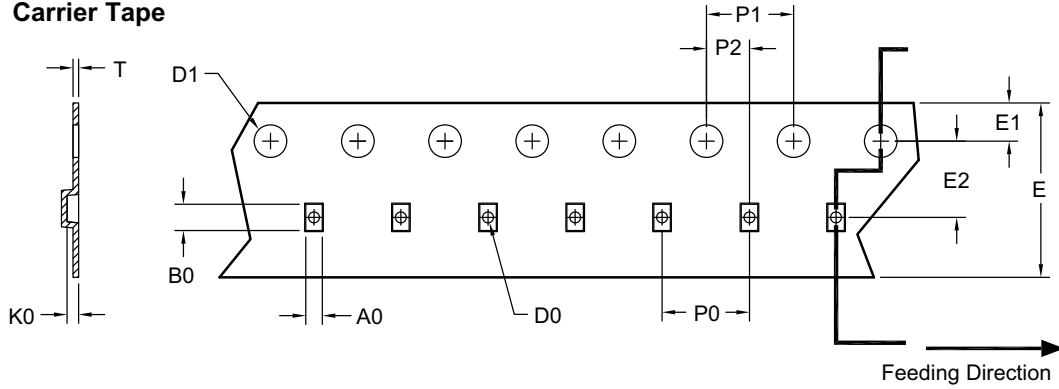 Carrier Tape
P1
P2
T
D1
E1
E2
E
B0
K0
A0
D0
P0
Feeding Direction